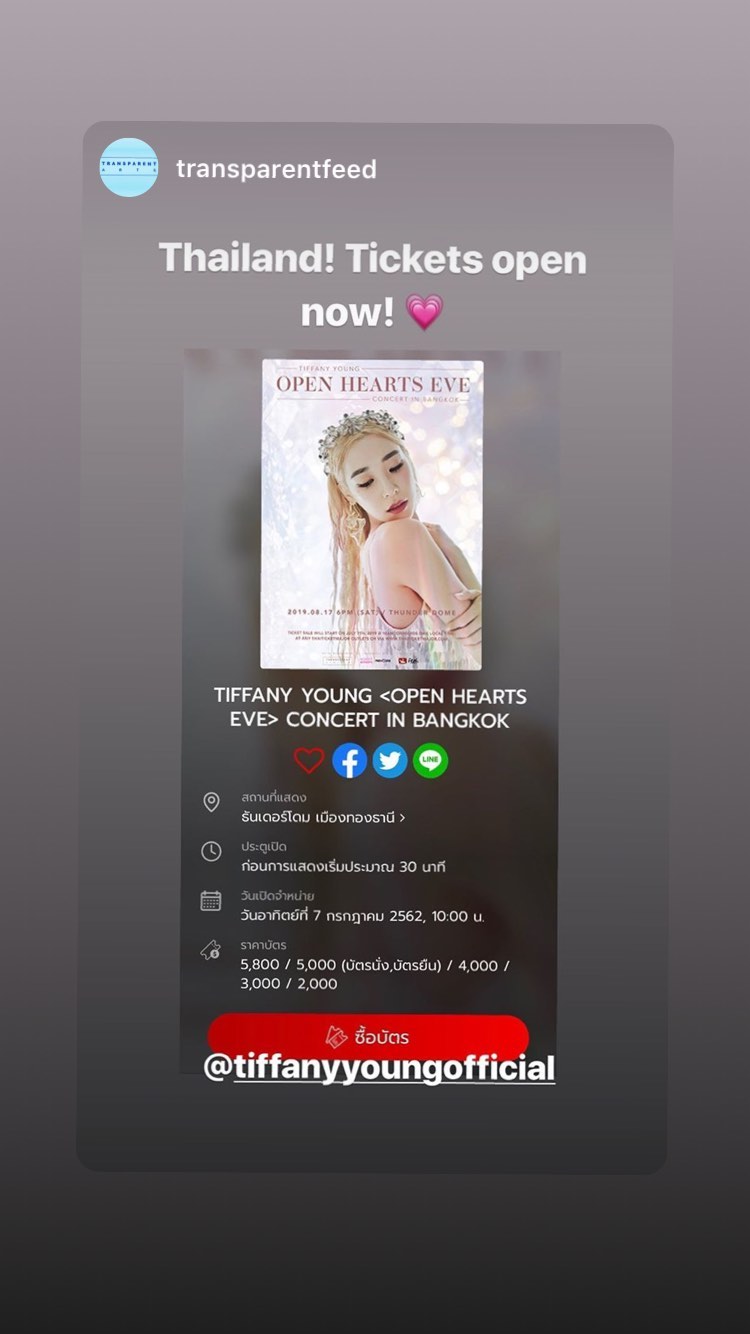 TRANSPARENT
ARTS
transparentfeed
Thailand! Tickets open
now! 💗
TIFFANY YOUNG
OPEN HEARTS EVE
CONCERT IN BANGKOK
2019.08.17 6PM (SAT) / THUNDER DOME
TIFFANY YOUNG <OPEN HEARTS
EVE> CONCERT IN BANGKOK
LINE
สถานที่แสดง
ธันเดอร์โดม เมืองทองธานี >
ประตูเปิด
ก่อนการแสดงเริ่มประมาณ 30 นาที
วันเปิดจำหน่าย
วันอาทิตย์ที่ 7 กรกฎาคม 2562, 10:00 น.
ราคาบัตร
5,800 / 5,000 (บัตรนั่ง,บัตรยืน) / 4,000 /
3,000 / 2,000
ซื้อบัตร
@tiffanyyoungofficial